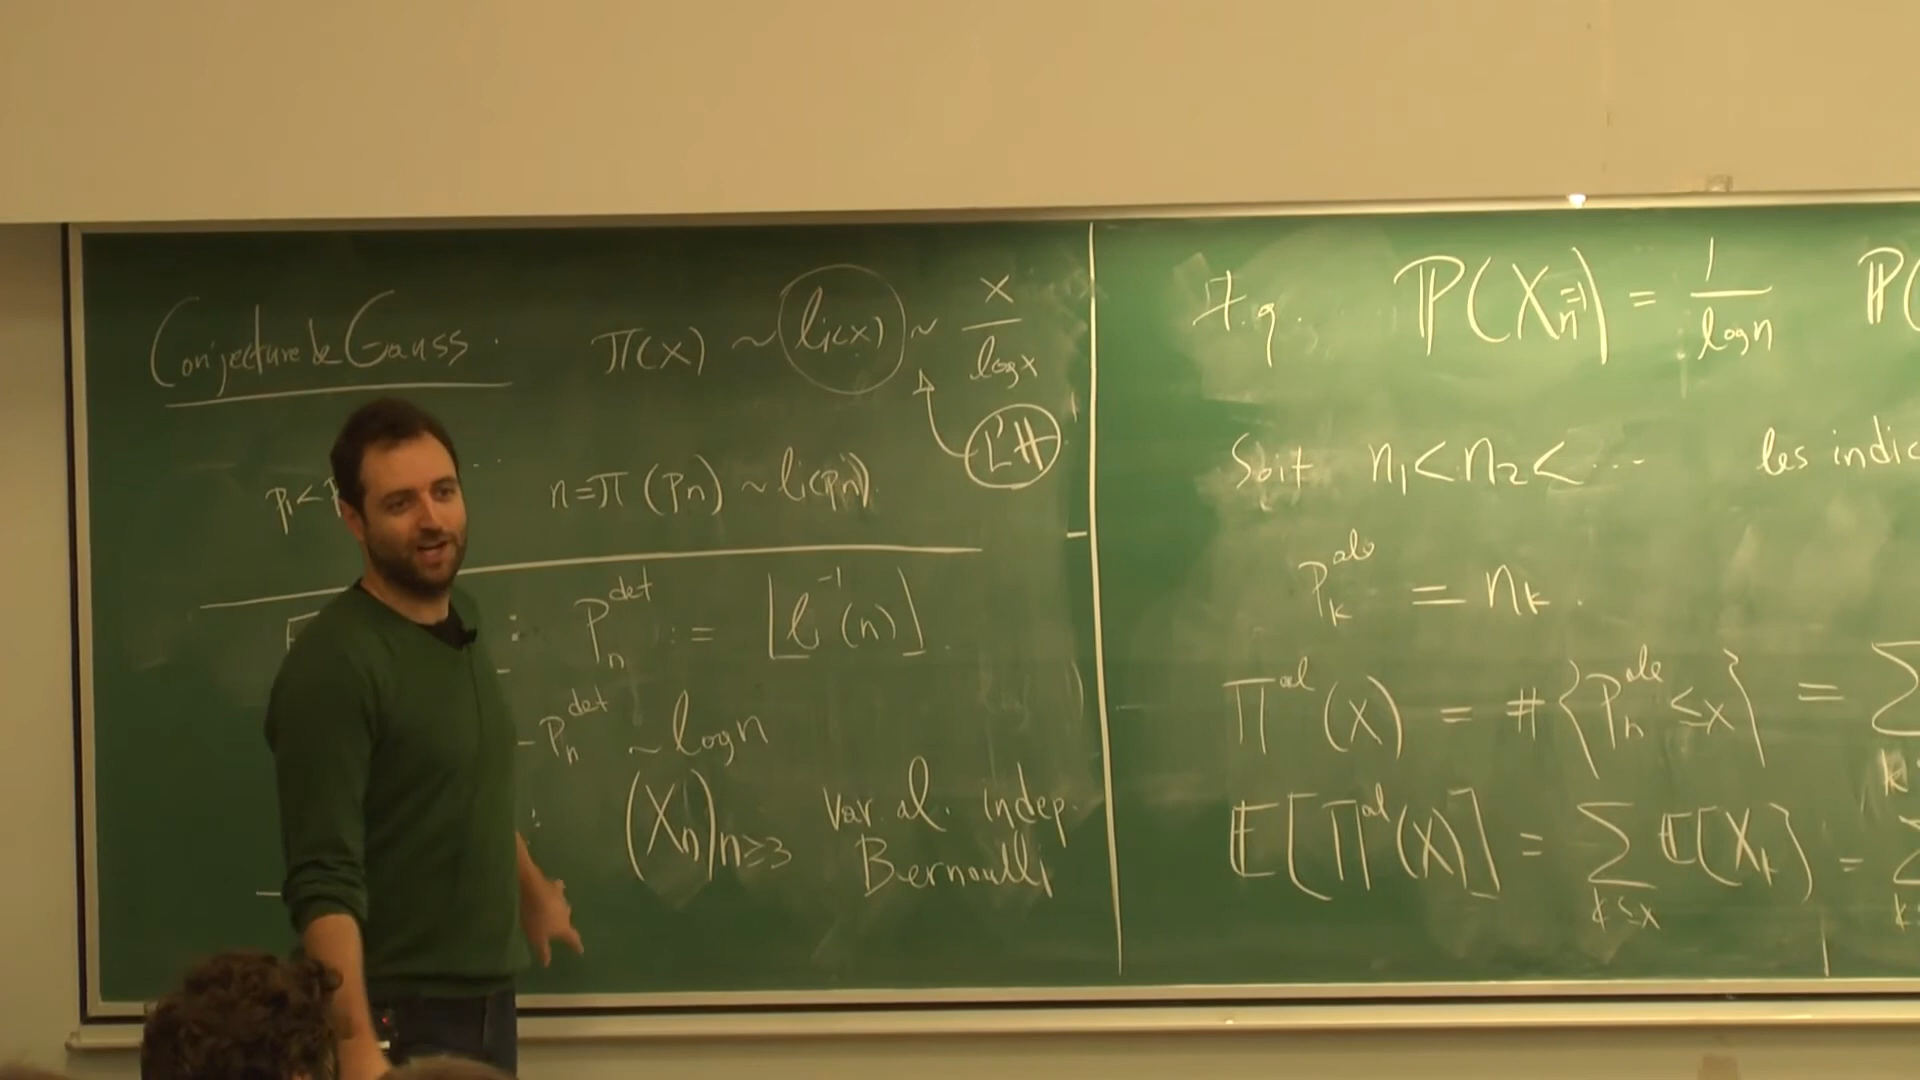 Conjecture de Gauss. π(x) ~ li(x) ~ x / log x
L'H
p₁ < p ... n = π(pₙ) ~ li(pₙ).
: pₙ^det := ⌊li⁻¹(n)⌋.
- pₙ^det ~ log n
: (Xₙ)n≥3 var. al. indep.
Bernoulli
T.q. ℙ(Xₙ=1) = 1 / log n ℙ(
Soit n₁ < n₂ < ... les indic
pₖ^ale = nₖ.
Π^al(x) = #{pₙ^ale ≤ x} = Σ k
𝔼[Π^al(x)] = Σ k≤x 𝔼(Xₖ) = Σ k